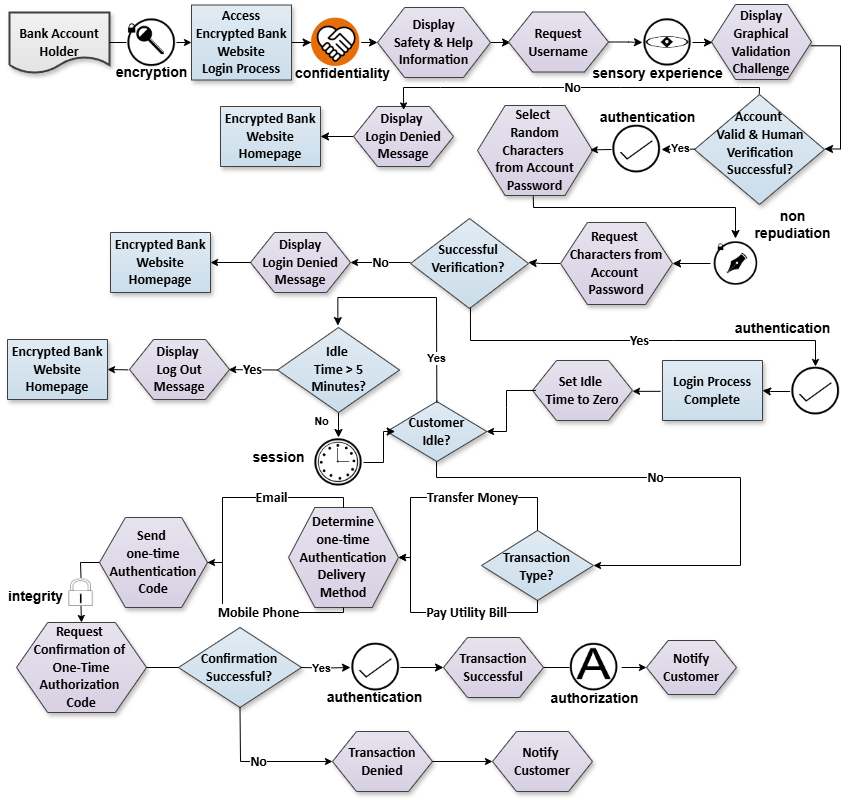 Bank Account
Holder
encryption
Access
Encrypted Bank
Website
Login Process
confidentiality
Display
Safety & Help
Information
Request
Username
sensory experience
Display
Graphical
Validation
Challenge
No
Encrypted Bank
Website
Homepage
Display
Login Denied
Message
Select
Random
Characters
from Account
Password
authentication
Yes
Account
Valid & Human
Verification
Successful?
non
repudiation
Encrypted Bank
Website
Homepage
Display
Login Denied
Message
No
Successful
Verification?
Request
Characters from
Account
Password
Yes
authentication
Encrypted Bank
Website
Homepage
Display
Log Out
Message
Yes
Idle
Time > 5
Minutes?
Yes
Set Idle
Time to Zero
Login Process
Complete
No
session
Customer
Idle?
No
Email
Transfer Money
Send
one-time
Authentication
Code
Determine
one-time
Authentication
Delivery
Method
Transaction
Type?
integrity
Mobile Phone
Pay Utility Bill
Request
Confirmation of
One-Time
Authorization
Code
Confirmation
Successful?
Yes
authentication
Transaction
Successful
A
authorization
Notify
Customer
No
Transaction
Denied
Notify
Customer